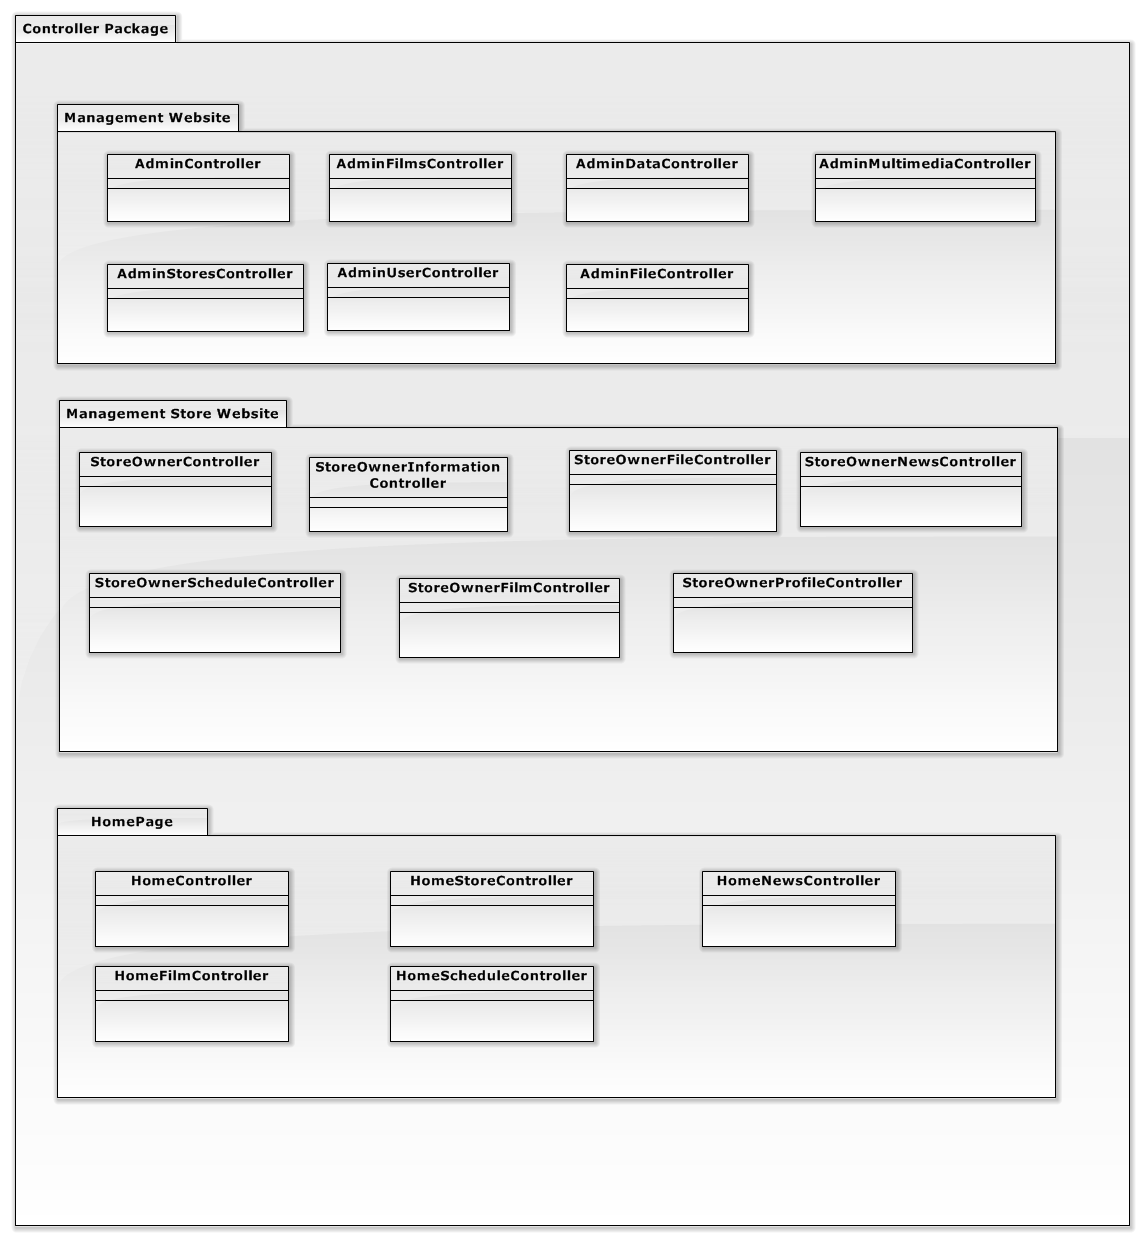 Controller Package
Management Website
AdminController
AdminFilmsController
AdminDataController
AdminMultimediaController
AdminStoresController
AdminUserController
AdminFileController
Management Store Website
StoreOwnerController
StoreOwnerInformation
Controller
StoreOwnerFileController
StoreOwnerNewsController
StoreOwnerScheduleController
StoreOwnerFilmController
StoreOwnerProfileController
HomePage
HomeController
HomeStoreController
HomeNewsController
HomeFilmController
HomeScheduleController